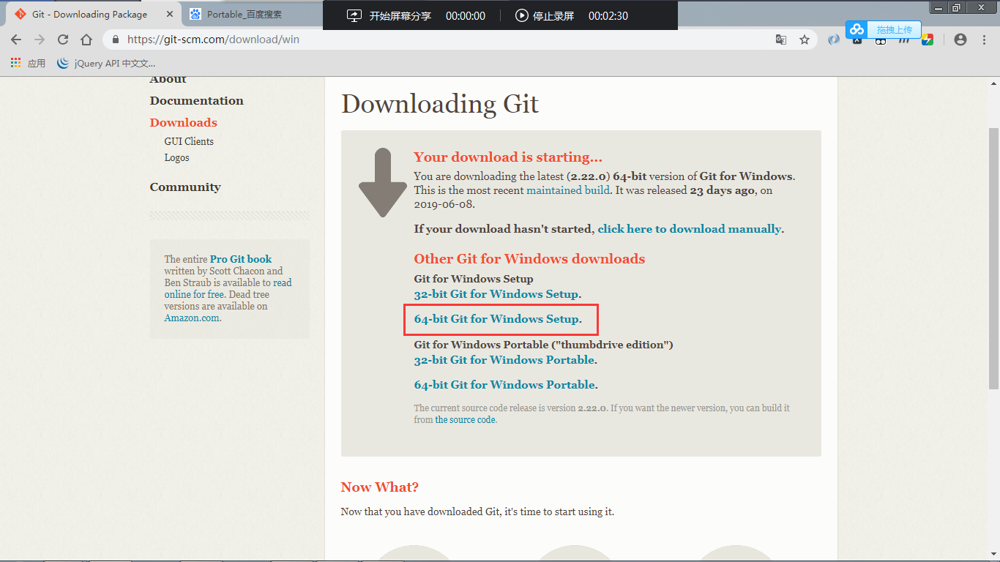 Git - Downloading Package
Portable_百度搜索
开始屏幕分享 00:00:00 停止录屏 00:02:30
https://git-scm.com/download/win
拖拽上传
应用 jQuery API 中文文...
About
Documentation
Downloads
GUI Clients
Logos
Community
The entire Pro Git book
written by Scott Chacon and
Ben Straub is available to read
online for free. Dead tree
versions are available on
Amazon.com.
Downloading Git
Your download is starting...
You are downloading the latest (2.22.0) 64-bit version of Git for Windows.
This is the most recent maintained build. It was released 23 days ago, on
2019-06-08.
If your download hasn't started, click here to download manually.
Other Git for Windows downloads
Git for Windows Setup
32-bit Git for Windows Setup.
64-bit Git for Windows Setup.
Git for Windows Portable ("thumbdrive edition")
32-bit Git for Windows Portable.
64-bit Git for Windows Portable.
The current source code release is version 2.22.0. If you want the newer version, you can build it
from the source code.
Now What?
Now that you have downloaded Git, it's time to start using it.